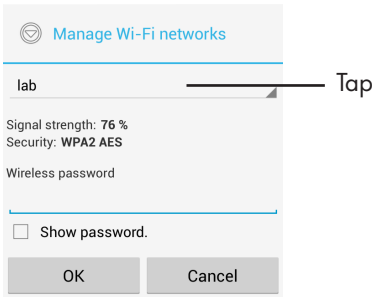 Manage Wi-Fi networks
lab
Tap
Signal strength: 76 %
Security: WPA2 AES
Wireless password
Show password.
OK Cancel